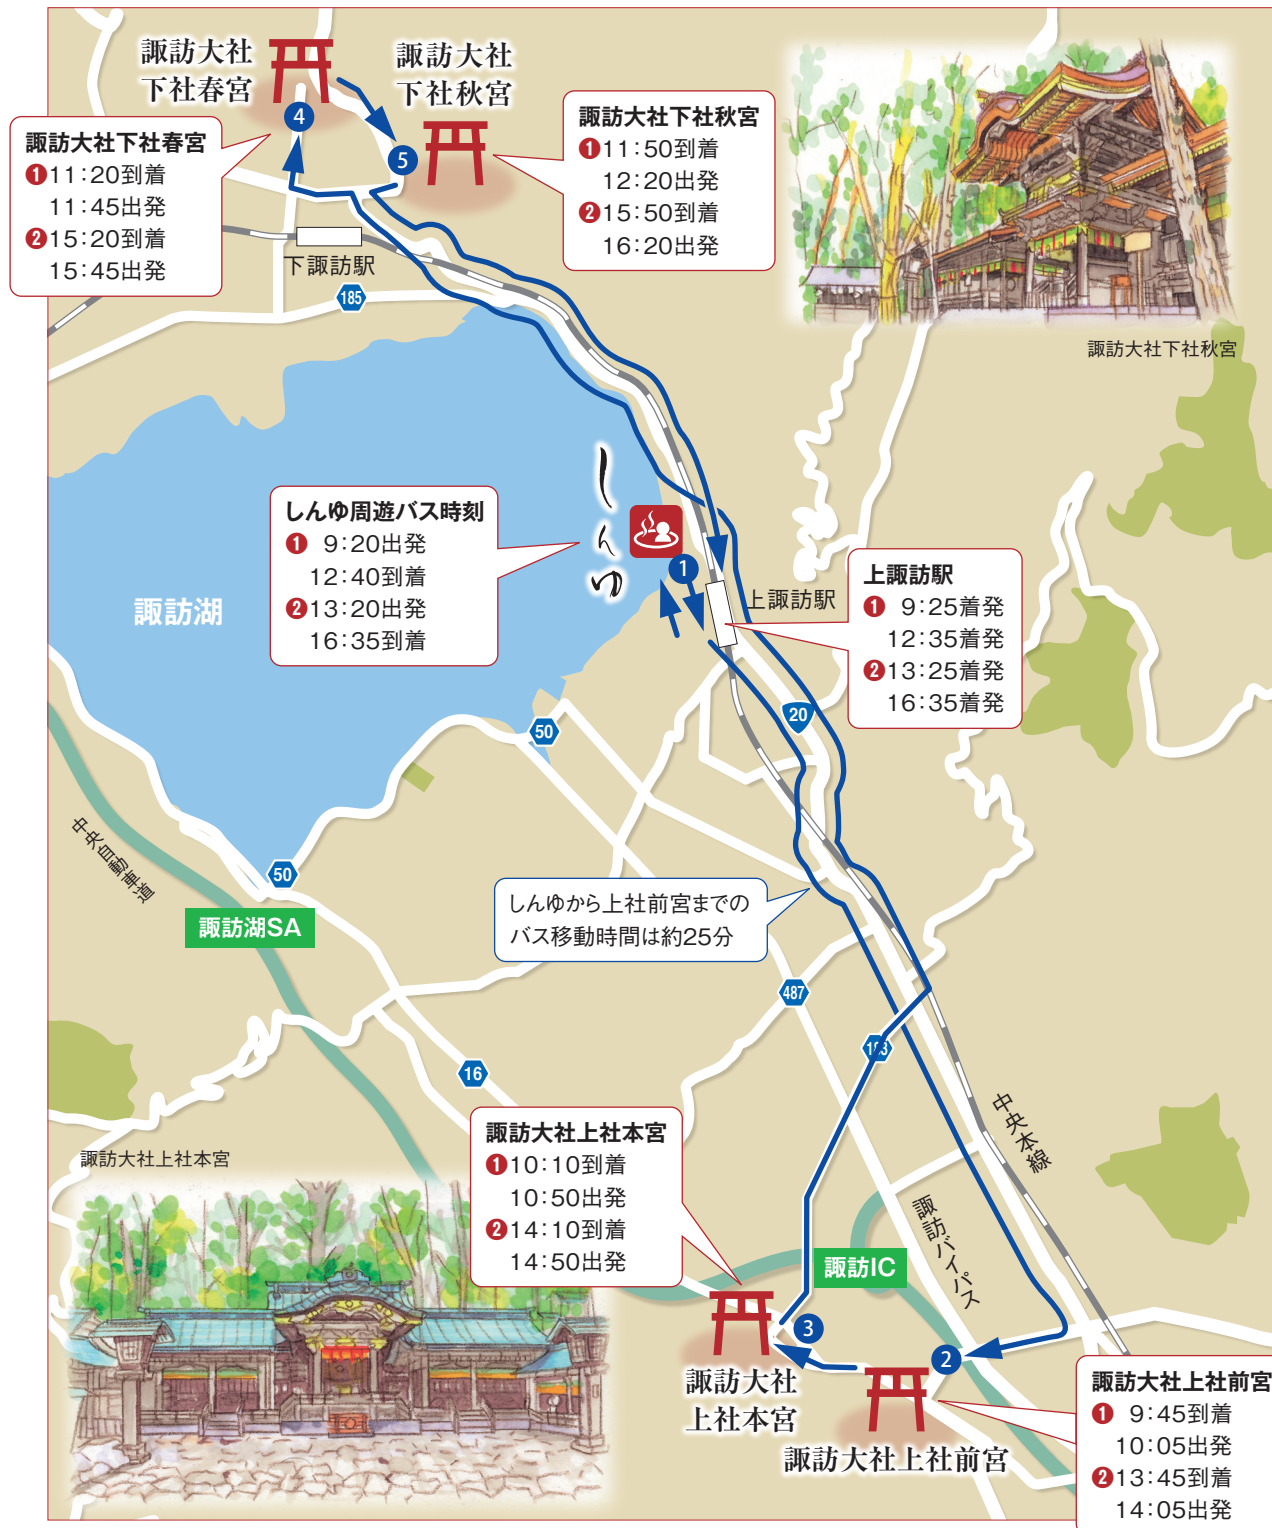 諏訪大社
下社春宮
諏訪大社
下社秋宮
4
5
諏訪大社下社春宮
❶11：20到着
11：45出発
❷15：20到着
15：45出発
諏訪大社下社秋宮
❶11：50到着
12：20出発
❷15：50到着
16：20出発
下諏訪駅
185
諏訪大社下社秋宮
しんゆ
しんゆ周遊バス時刻
❶ 9：20出発
12：40到着
❷13：20出発
16：35到着
1
諏訪湖
上諏訪駅
上諏訪駅
❶ 9：25着発
12：35着発
❷13：25着発
16：35着発
20
50
中央自動車道
50
諏訪湖SA
しんゆから上社前宮までの
バス移動時間は約25分
487
183
16
中央本線
諏訪大社上社本宮
諏訪大社上社本宮
❶10：10到着
10：50出発
❷14：10到着
14：50出発
諏訪バイパス
諏訪IC
3
2
諏訪大社
上社本宮
諏訪大社上社前宮
諏訪大社上社前宮
❶ 9：45到着
10：05出発
❷13：45到着
14：05出発